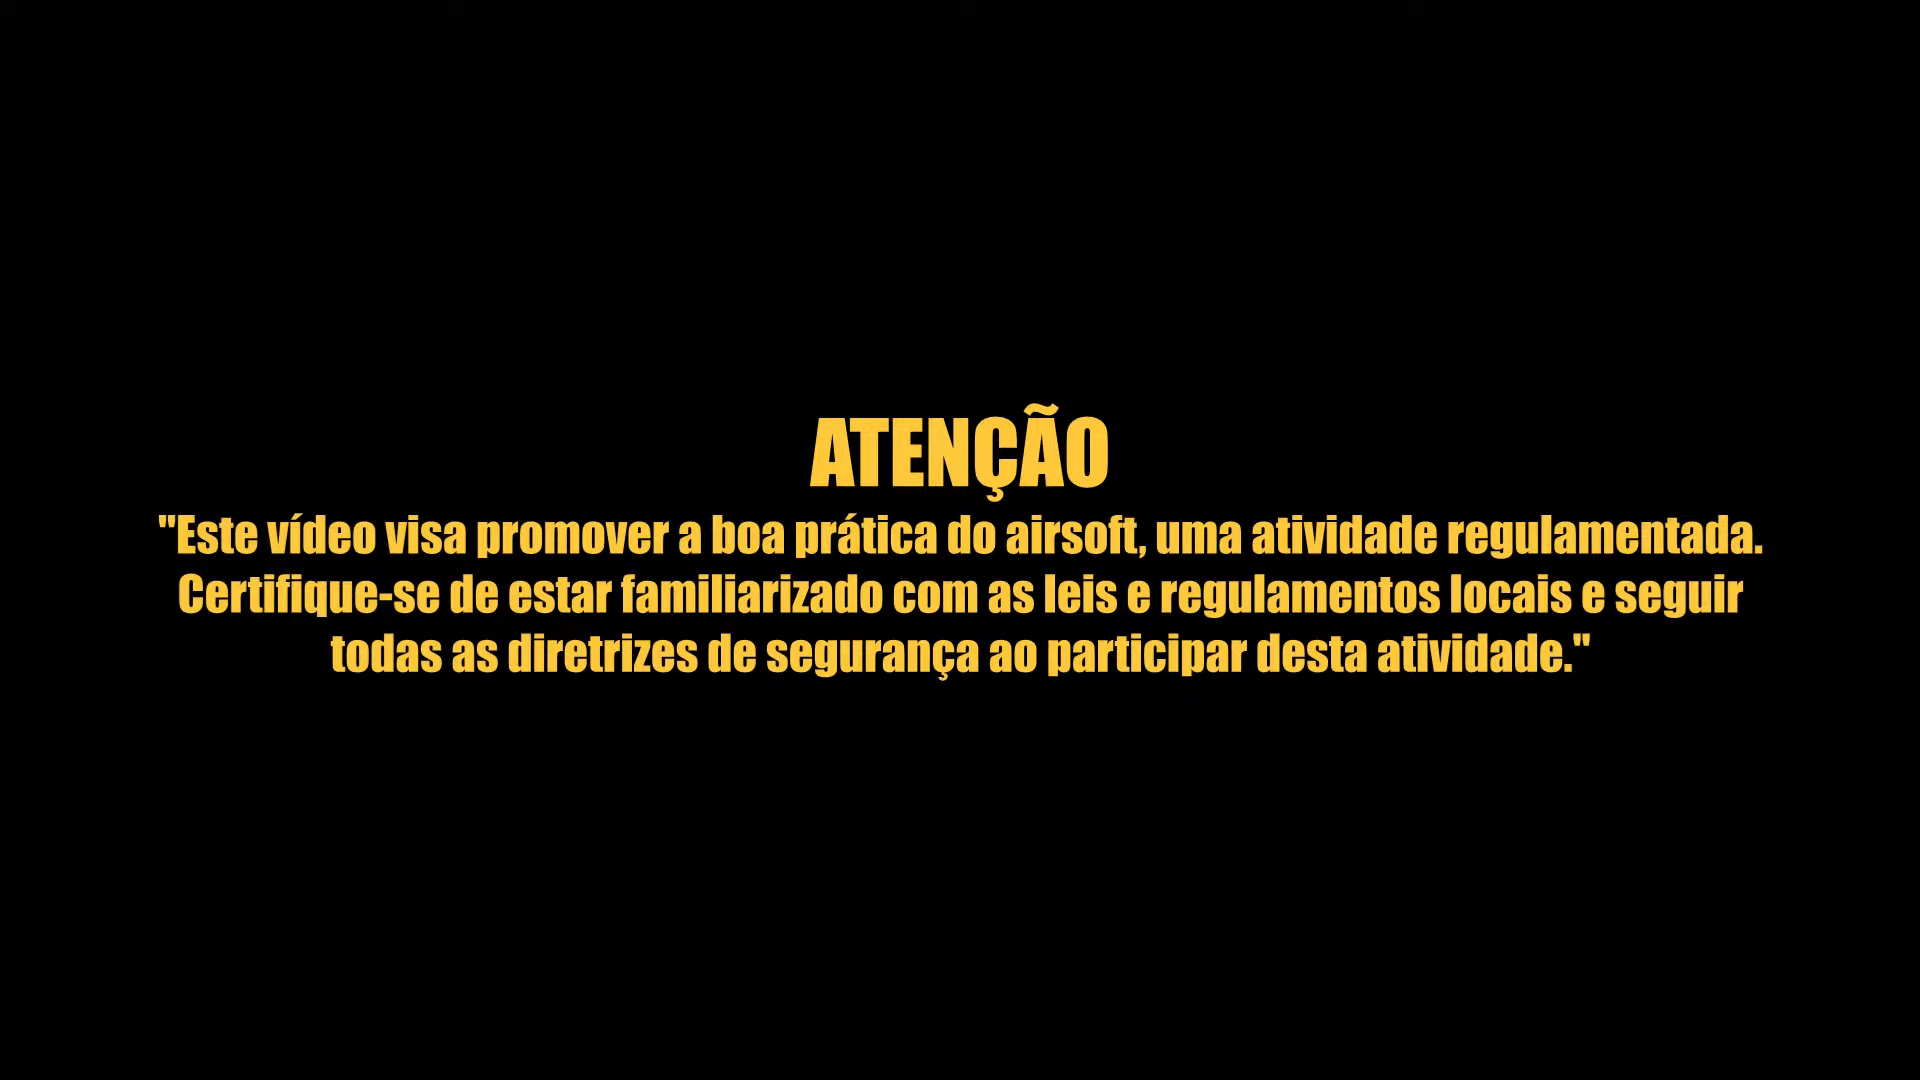 ATENÇÃO
"Este vídeo visa promover a boa prática do airsoft, uma atividade regulamentada.
Certifique-se de estar familiarizado com as leis e regulamentos locais e seguir
todas as diretrizes de segurança ao participar desta atividade."